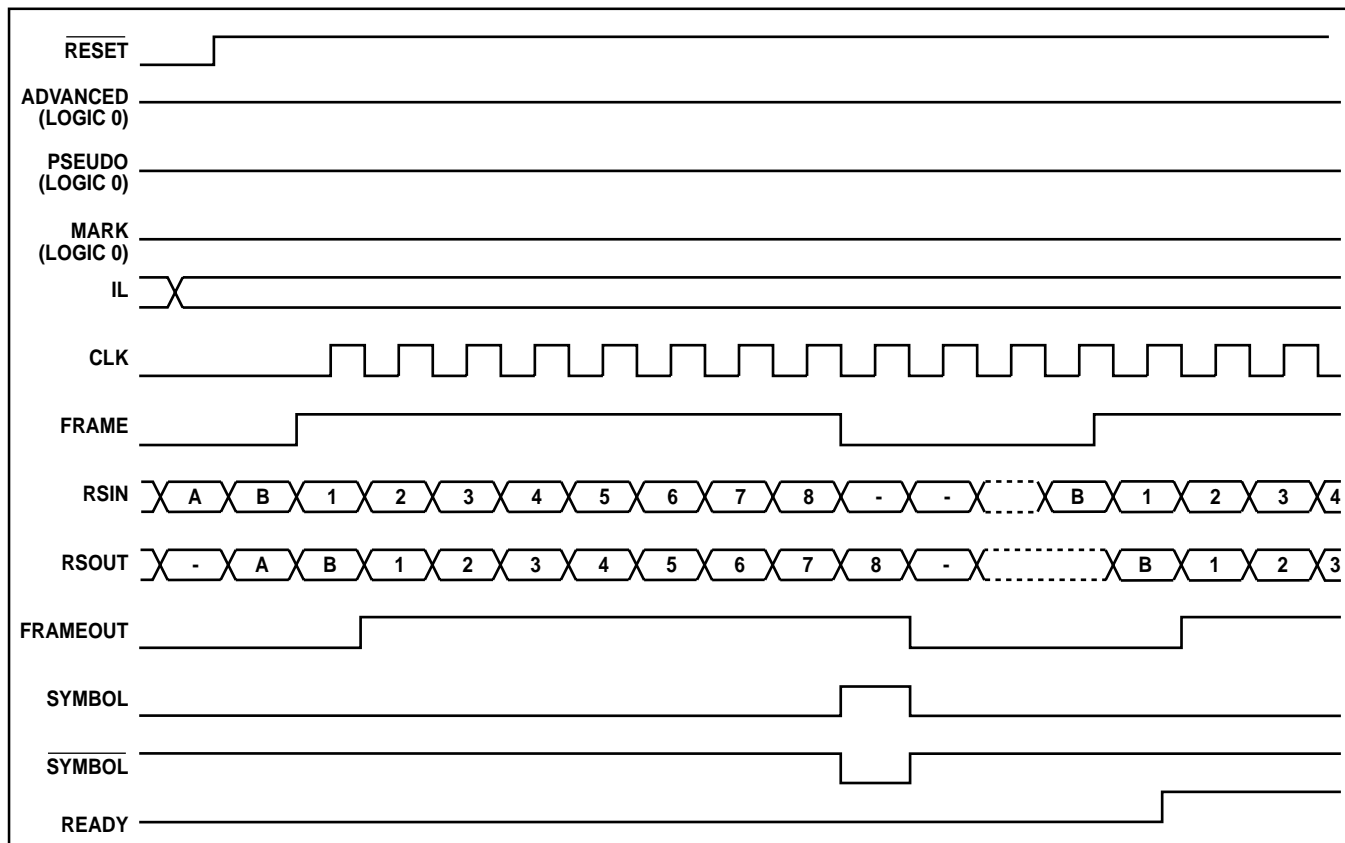 RESET
ADVANCED
(LOGIC 0)
PSEUDO
(LOGIC 0)
MARK
(LOGIC 0)
IL
CLK
FRAME
RSIN A B 1 2 3 4 5 6 7 8 - - B 1 2 3 4
RSOUT - A B 1 2 3 4 5 6 7 8 - B 1 2 3
FRAMEOUT
SYMBOL
SYMBOL
READY